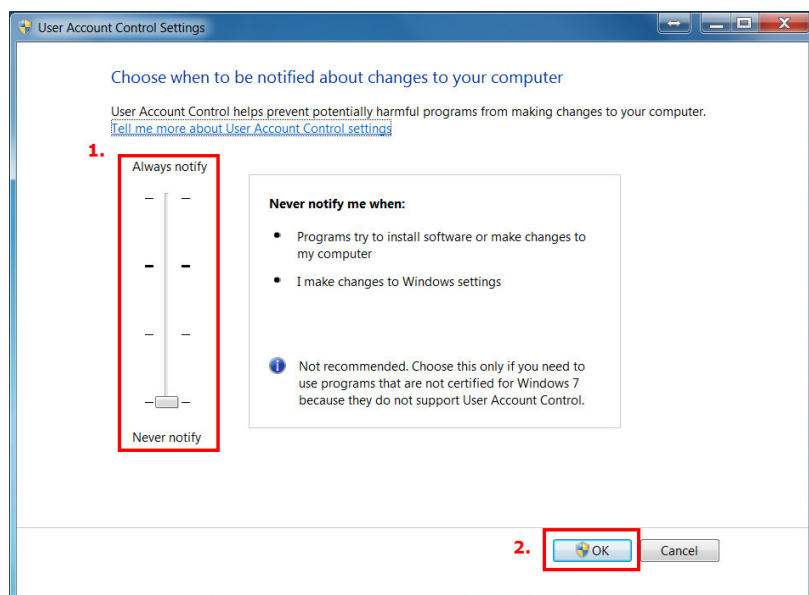 User Account Control Settings
Choose when to be notified about changes to your computer
User Account Control helps prevent potentially harmful programs from making changes to your computer.
Tell me more about User Account Control settings
1.
Always notify
Never notify me when:
Programs try to install software or make changes to
my computer
I make changes to Windows settings
Not recommended. Choose this only if you need to
use programs that are not certified for Windows 7
because they do not support User Account Control.
Never notify
2.
OK
Cancel